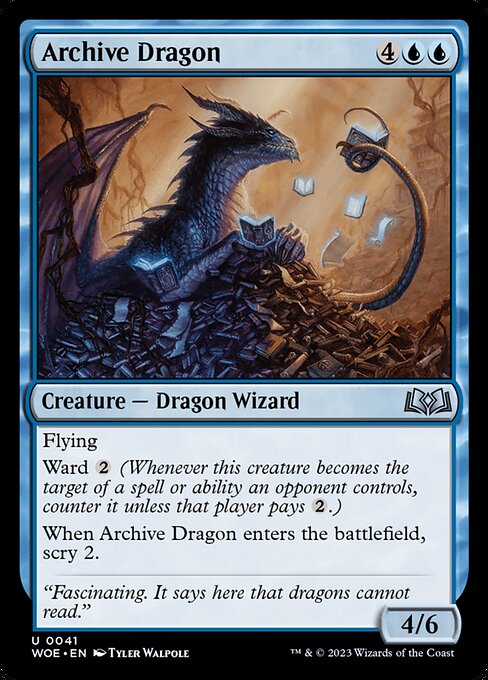 Archive Dragon 4
Creature — Dragon Wizard
Flying
Ward 2 (Whenever this creature becomes the
target of a spell or ability an opponent controls,
counter it unless that player pays 2.)
When Archive Dragon enters the battlefield,
scry 2.
“Fascinating. It says here that dragons cannot
read.”
4/6
U 0041
WOE • EN Tyler Walpole
™ & © 2023 Wizards of the Coast